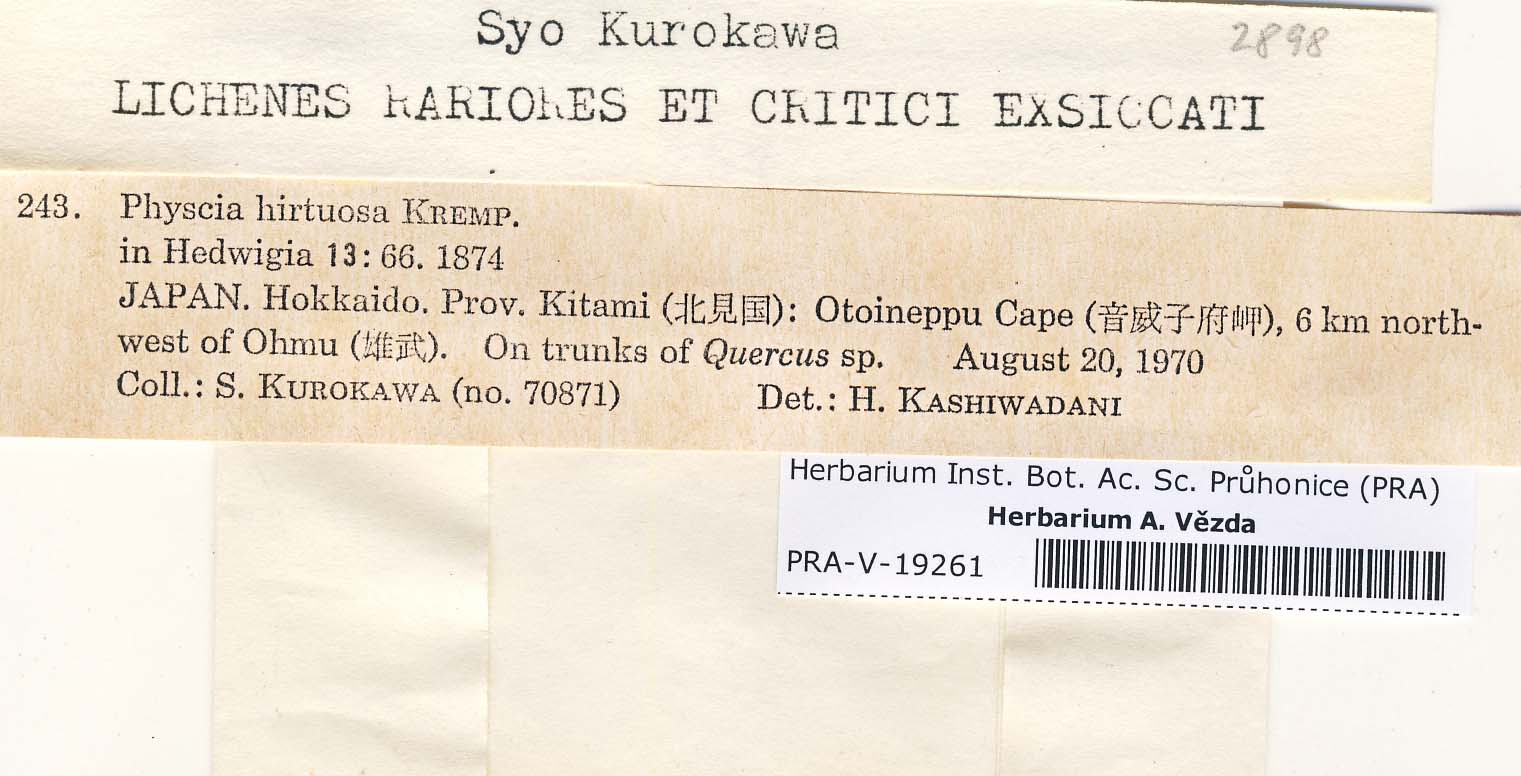 Syo Kurokawa
2898
LICHENES RARIORES ET CRITICI EXSICCATI
243. Physcia hirtuosa KREMP.
in Hedwigia 13: 66. 1874
JAPAN. Hokkaido. Prov. Kitami (北見国): Otoineppu Cape (音威子府岬), 6 km north-
west of Ohmu (雄武). On trunks of Quercus sp. August 20, 1970
Coll.: S. KUROKAWA (no. 70871) Det.: H. KASHIWADANI
Herbarium Inst. Bot. Ac. Sc. Průhonice (PRA)
Herbarium A. Vězda
PRA-V-19261